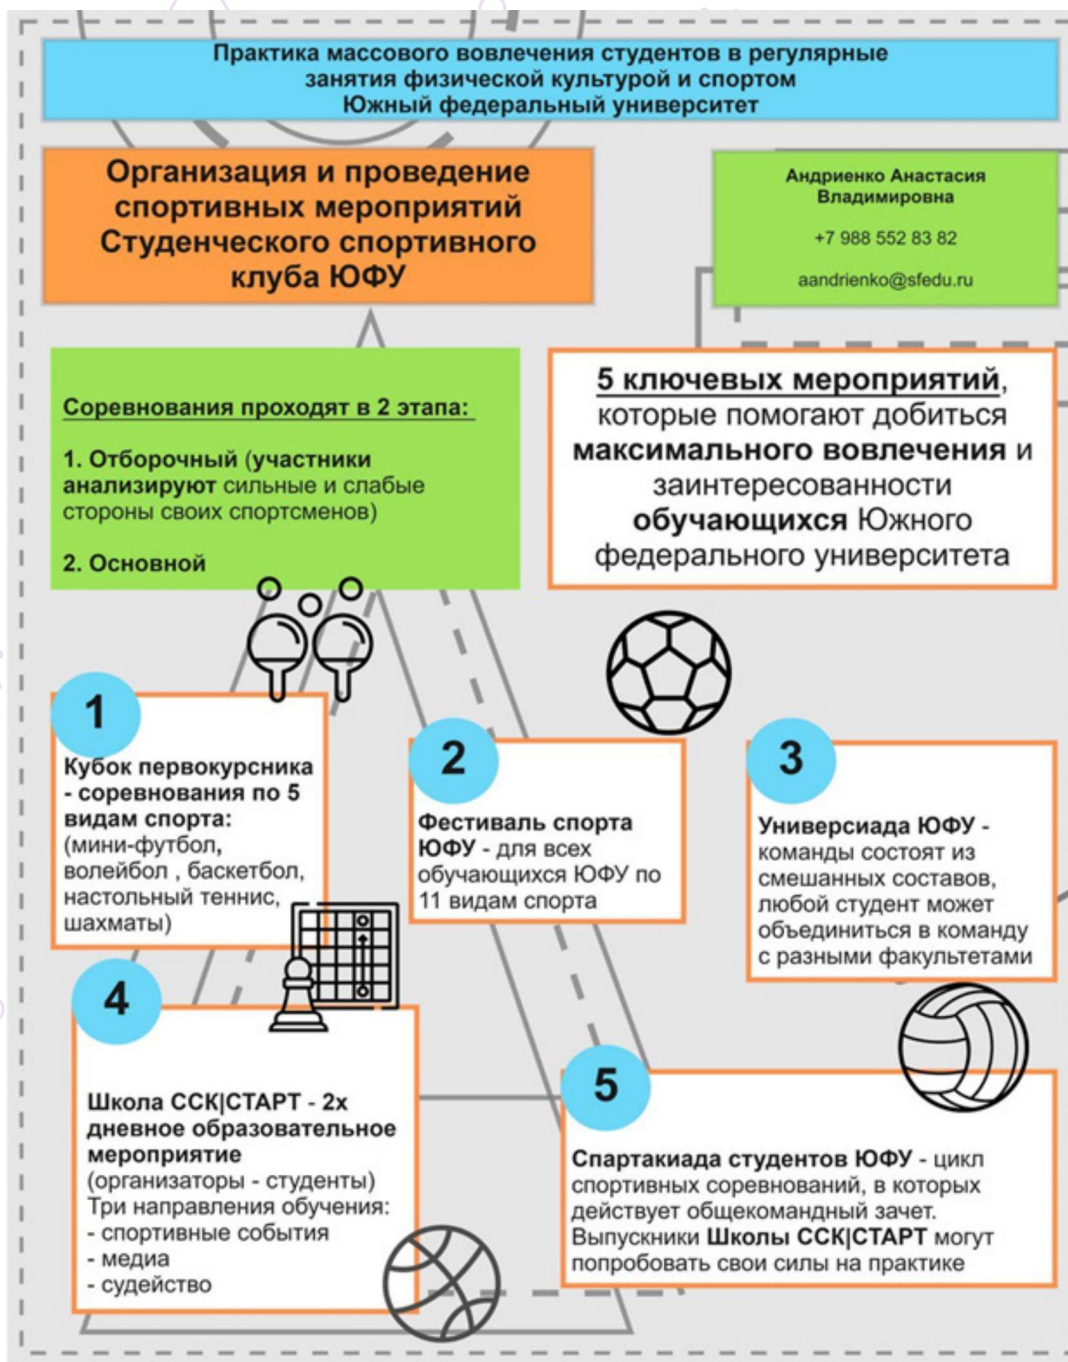 Практика массового вовлечения студентов в регулярные
занятия физической культурой и спортом
Южный федеральный университет
Организация и проведение
спортивных мероприятий
Студенческого спортивного
клуба ЮФУ
Андриенко Анастасия
Владимировна
+7 988 552 83 82
aandrienko@sfedu.ru
Соревнования проходят в 2 этапа:
1. Отборочный (участники
анализируют сильные и слабые
стороны своих спортсменов)
2. Основной
5 ключевых мероприятий,
которые помогают добиться
максимального вовлечения и
заинтересованности
обучающихся Южного
федерального университета
1
Кубок первокурсника
- соревнования по 5
видам спорта:
(мини-футбол,
волейбол , баскетбол,
настольный теннис,
шахматы)
2
Фестиваль спорта
ЮФУ - для всех
обучающихся ЮФУ по
11 видам спорта
3
Универсиада ЮФУ -
команды состоят из
смешанных составов,
любой студент может
объединиться в команду
с разными факультетами
4
Школа ССК|СТАРТ - 2х
дневное образовательное
мероприятие
(организаторы - студенты)
Три направления обучения:
- спортивные события
- медиа
- судейство
5
Спартакиада студентов ЮФУ - цикл
спортивных соревнований, в которых
действует общекомандный зачет.
Выпускники Школы ССК|СТАРТ могут
попробовать свои силы на практике